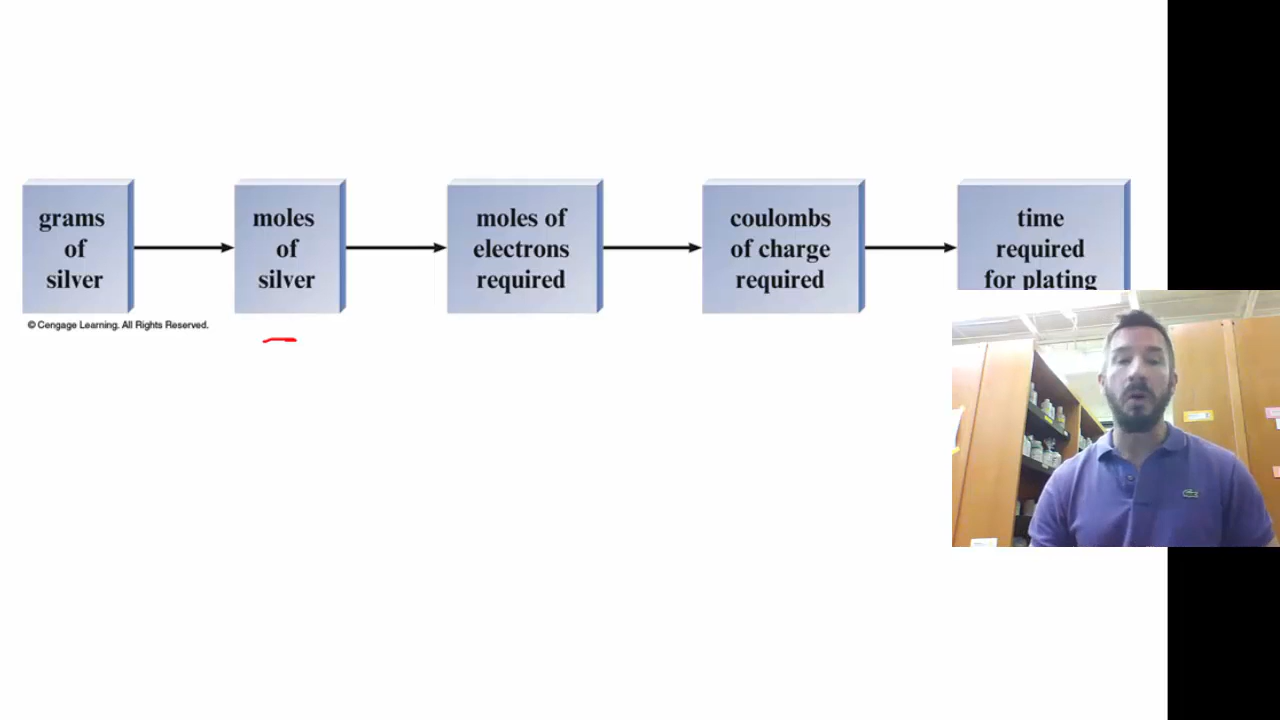 grams
of
silver
moles
of
silver
moles of
electrons
required
coulombs
of charge
required
time
required
for plating
© Cengage Learning. All Rights Reserved.